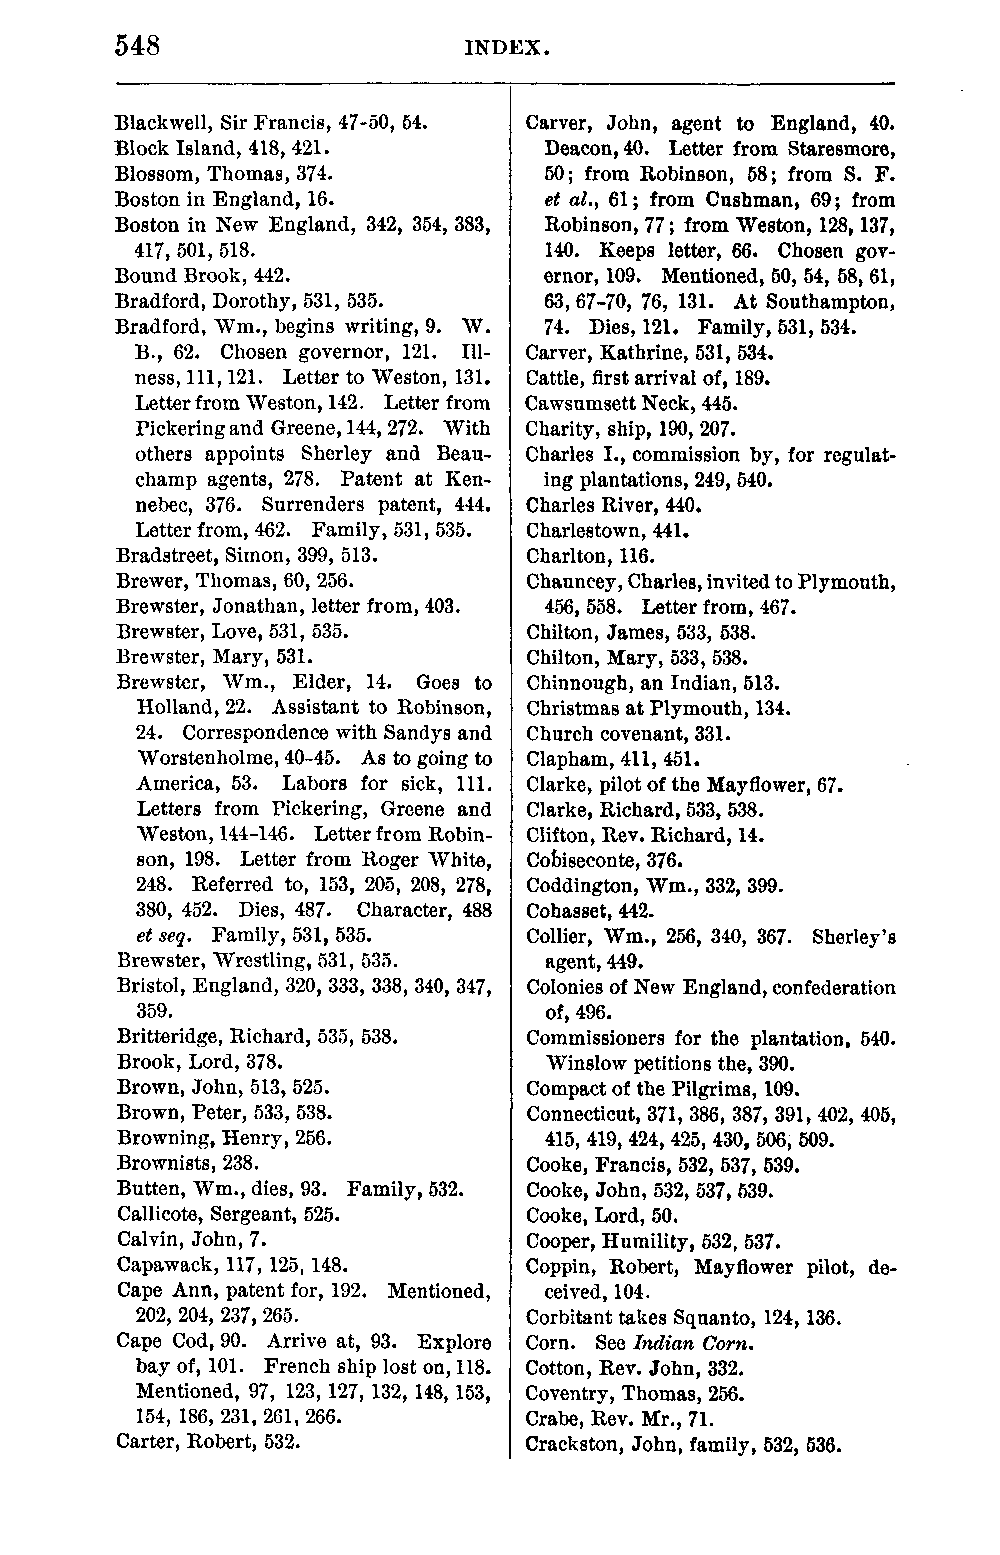 548
INDEX.
Blackwell, Sir Francis, 47-50, 54.
Block Island, 418, 421.
Blossom, Thomas, 374.
Boston in England, 16.
Boston in New England, 342, 354, 383,
417, 501, 518.
Bound Brook, 442.
Bradford, Dorothy, 531, 535.
Bradford, Wm., begins writing, 9. W.
B., 62. Chosen governor, 121. Ill-
ness, 111, 121. Letter to Weston, 131.
Letter from Weston, 142. Letter from
Pickering and Greene, 144, 272. With
others appoints Sherley and Beau-
champ agents, 278. Patent at Ken-
nebec, 376. Surrenders patent, 444.
Letter from, 462. Family, 531, 535.
Bradstreet, Simon, 399, 513.
Brewer, Thomas, 60, 256.
Brewster, Jonathan, letter from, 403.
Brewster, Love, 531, 535.
Brewster, Mary, 531.
Brewster, Wm., Elder, 14. Goes to
Holland, 22. Assistant to Robinson,
24. Correspondence with Sandys and
Worstenholme, 40-45. As to going to
America, 53. Labors for sick, 111.
Letters from Pickering, Greene and
Weston, 144-146. Letter from Robin-
son, 198. Letter from Roger White,
248. Referred to, 153, 205, 208, 278,
380, 452. Dies, 487. Character, 488
et seq. Family, 531, 535.
Brewster, Wrestling, 531, 535.
Bristol, England, 320, 333, 338, 340, 347,
359.
Britteridge, Richard, 535, 538.
Brook, Lord, 378.
Brown, John, 513, 525.
Brown, Peter, 533, 538.
Browning, Henry, 256.
Brownists, 238.
Butten, Wm., dies, 93. Family, 532.
Callicote, Sergeant, 525.
Calvin, John, 7.
Capawack, 117, 125, 148.
Cape Ann, patent for, 192. Mentioned,
202, 204, 237, 265.
Cape Cod, 90. Arrive at, 93. Explore
bay of, 101. French ship lost on, 118.
Mentioned, 97, 123, 127, 132, 148, 153,
154, 186, 231, 261, 266.
Carter, Robert, 532.
Carver, John, agent to England, 40.
Deacon, 40. Letter from Staresmore,
50; from Robinson, 58; from S. F.
et al., 61; from Cushman, 69; from
Robinson, 77; from Weston, 128, 137,
140. Keeps letter, 66. Chosen gov-
ernor, 109. Mentioned, 50, 54, 58, 61,
63, 67-70, 76, 131. At Southampton,
74. Dies, 121. Family, 531, 534.
Carver, Kathrine, 531, 534.
Cattle, first arrival of, 189.
Cawsumsett Neck, 445.
Charity, ship, 190, 207.
Charles I., commission by, for regulat-
ing plantations, 249, 540.
Charles River, 440.
Charlestown, 441.
Charlton, 116.
Chauncey, Charles, invited to Plymouth,
456, 558. Letter from, 467.
Chilton, James, 533, 538.
Chilton, Mary, 533, 538.
Chinnough, an Indian, 513.
Christmas at Plymouth, 134.
Church covenant, 331.
Clapham, 411, 451.
Clarke, pilot of the Mayflower, 67.
Clarke, Richard, 533, 538.
Clifton, Rev. Richard, 14.
Cobiseconte, 376.
Coddington, Wm., 332, 399.
Cohasset, 442.
Collier, Wm., 256, 340, 367. Sherley's
agent, 449.
Colonies of New England, confederation
of, 496.
Commissioners for the plantation, 540.
Winslow petitions the, 390.
Compact of the Pilgrims, 109.
Connecticut, 371, 386, 387, 391, 402, 405,
415, 419, 424, 425, 430, 506, 509.
Cooke, Francis, 532, 537, 539.
Cooke, John, 532, 537, 539.
Cooke, Lord, 50.
Cooper, Humility, 532, 537.
Coppin, Robert, Mayflower pilot, de-
ceived, 104.
Corbitant takes Squanto, 124, 136.
Corn. See Indian Corn.
Cotton, Rev. John, 332.
Coventry, Thomas, 256.
Crabe, Rev. Mr., 71.
Crackston, John, family, 532, 536.